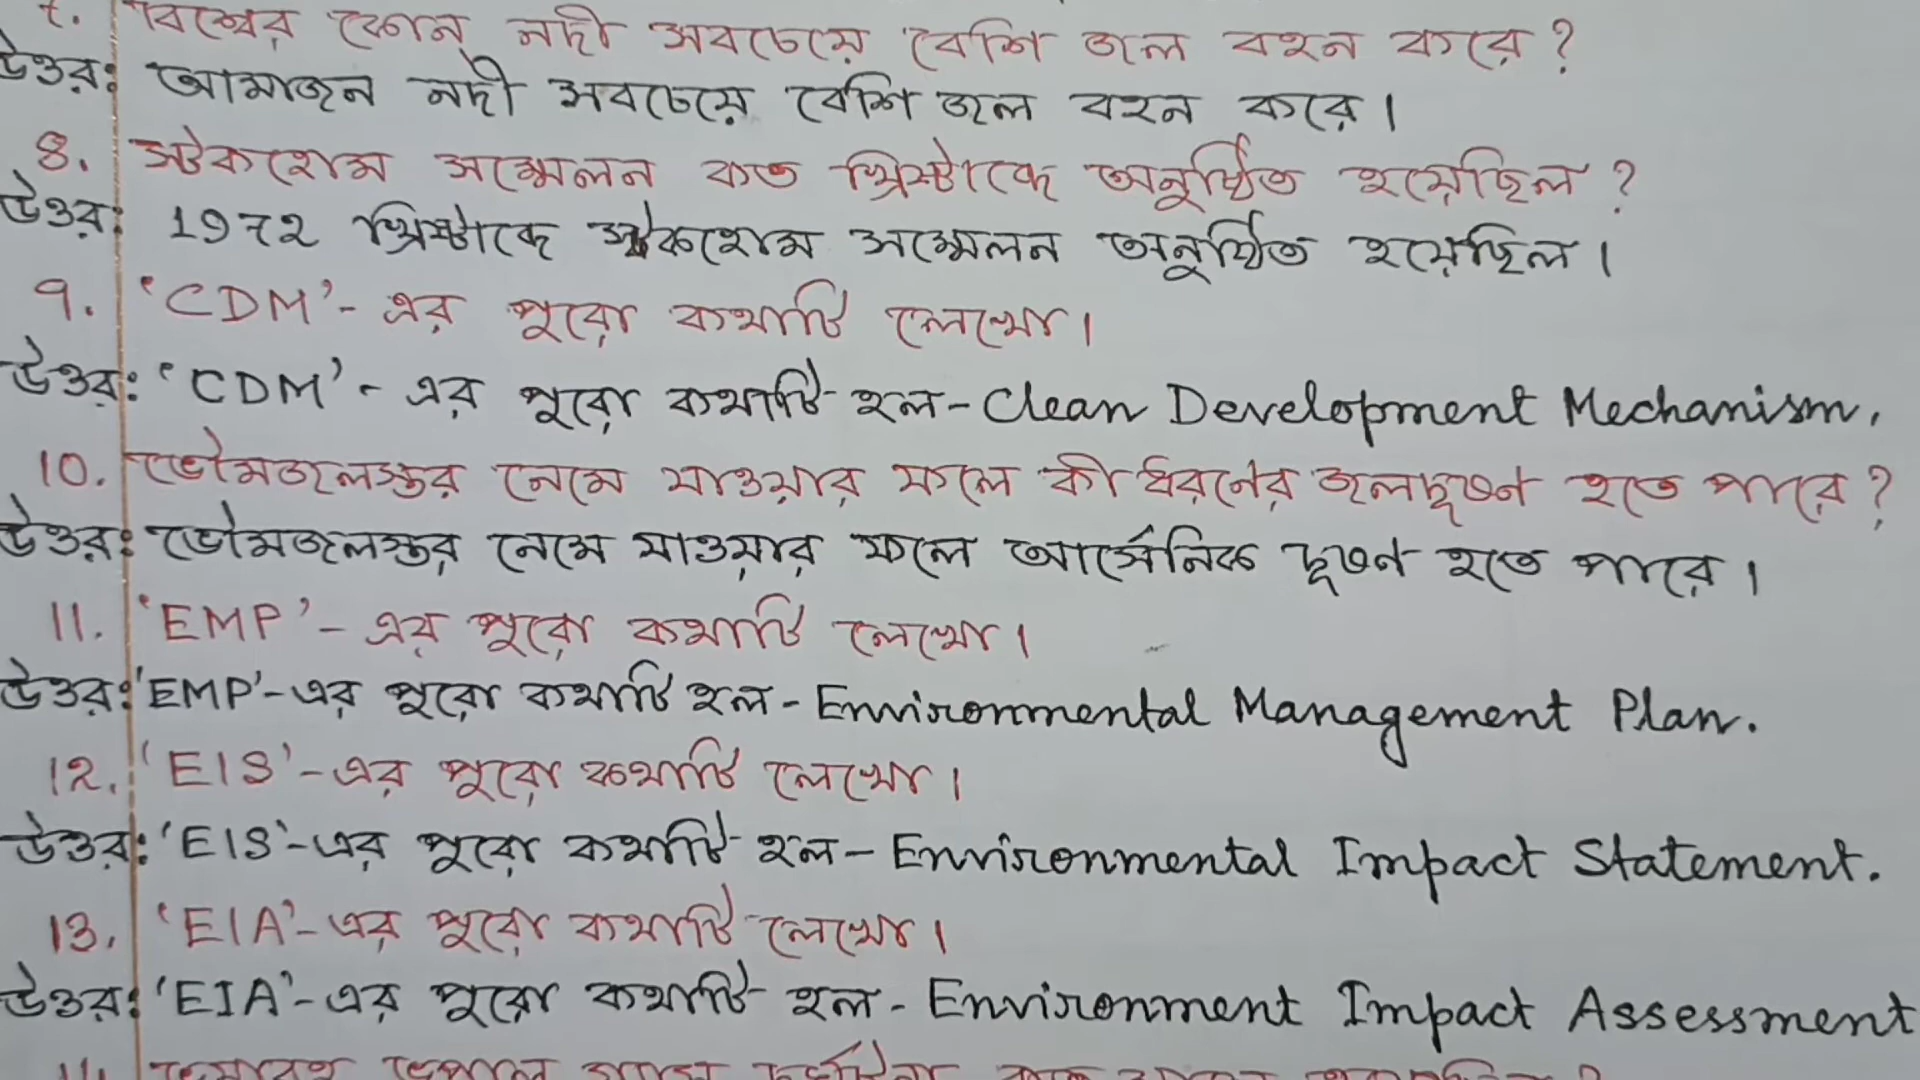 7. বিশ্বের কোন নদী সবচেয়ে বেশি জল বহন করে?
উত্তর: আমাজন নদী সবচেয়ে বেশি জল বহন করে।
8. স্টকহোম সম্মেলন কত খ্রিস্টাব্দে অনুষ্ঠিত হয়েছিল?
উত্তর: 1972 খ্রিস্টাব্দে স্টকহোম সম্মেলন অনুষ্ঠিত হয়েছিল।
9. 'CDM'- এর পুরো কথাটি লেখো।
উত্তর: 'CDM'- এর পুরো কথাটি হল - Clean Development Mechanism.
10. ভৌমজলস্তর নেমে যাওয়ার ফলে কী ধরনের জলদূষণ হতে পারে?
উত্তর: ভৌমজলস্তর নেমে যাওয়ার ফলে আর্সেনিক দূষণ হতে পারে।
11. 'EMP'- এর পুরো কথাটি লেখো।
উত্তর: 'EMP'-এর পুরো কথাটি হল - Environmental Management Plan.
12. 'EIS'-এর পুরো কথাটি লেখো।
উত্তর: 'EIS'-এর পুরো কথাটি হল - Environmental Impact Statement.
13. 'EIA'-এর পুরো কথাটি লেখো।
উত্তর: 'EIA'-এর পুরো কথাটি হল - Environment Impact Assessment